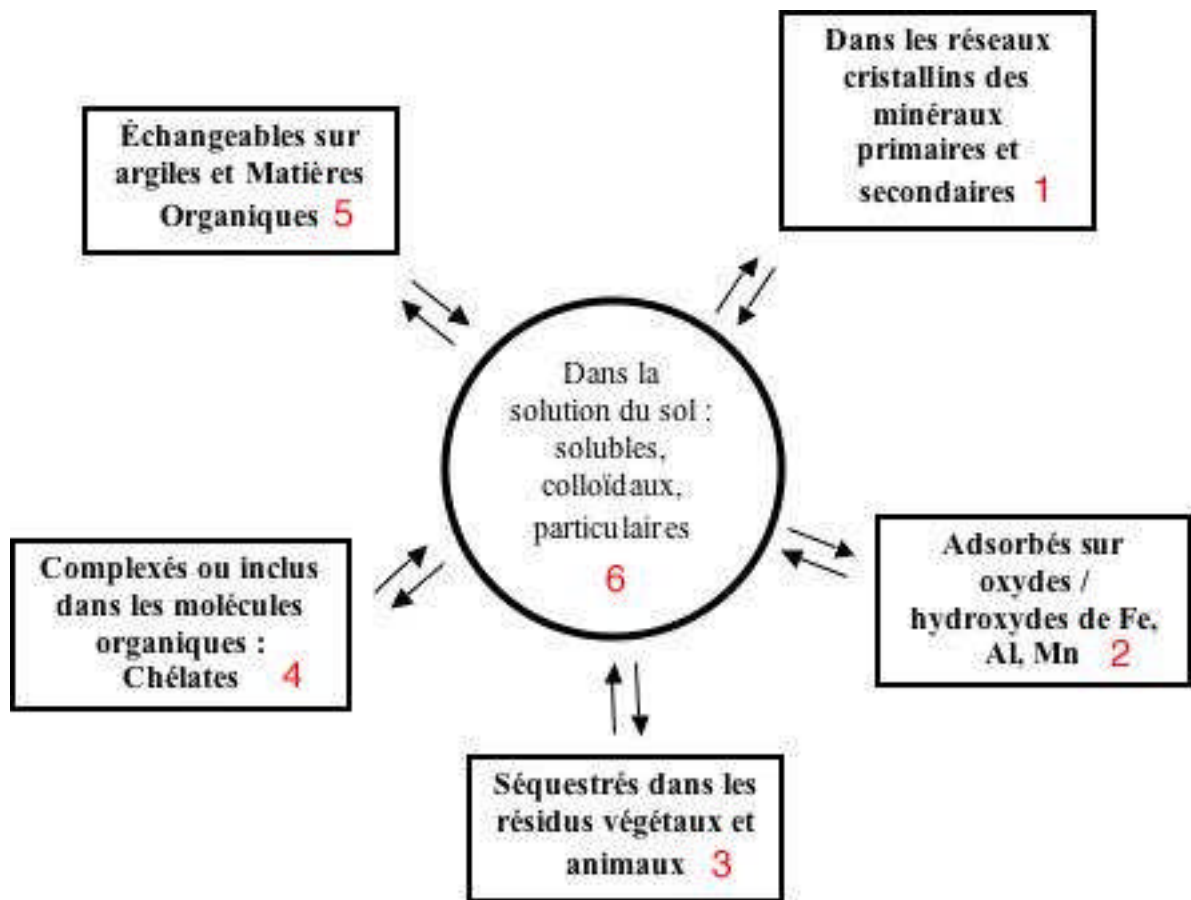 Dans les réseaux
cristallins des
minéraux
primaires et
secondaires 1
Échangeables sur
argiles et Matières
Organiques 5
Dans la
solution du sol :
solubles,
colloïdaux,
particulaires
6
Adsorbés sur
oxydes /
hydroxydes de Fe,
Al, Mn 2
Complexés ou inclus
dans les molécules
organiques :
Chélates 4
Séquestrés dans les
résidus végétaux et
animaux 3